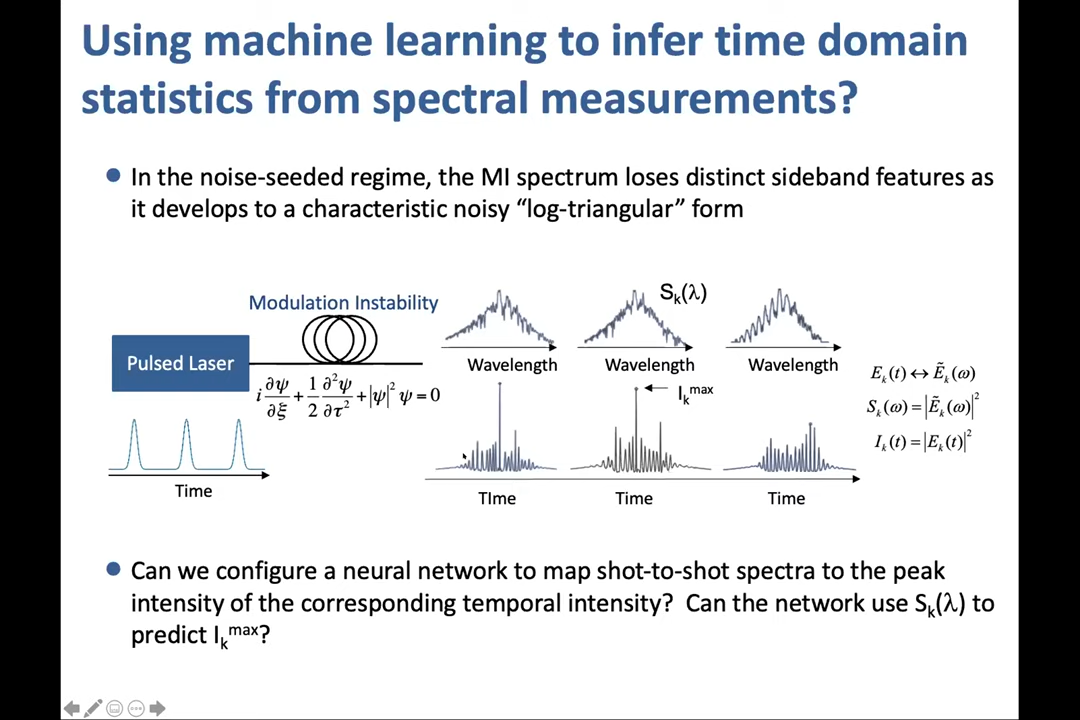 Using machine learning to infer time domain
statistics from spectral measurements?
In the noise-seeded regime, the MI spectrum loses distinct sideband features as
it develops to a characteristic noisy “log-triangular” form
Modulation Instability
Pulsed Laser
i ∂ψ/∂ξ + 1/2 ∂²ψ/∂τ² + |ψ|² ψ = 0
Time
Sₖ(λ)
Wavelength
Wavelength
Wavelength
Iₖᵐᵃˣ
TIme
Time
Time
Eₖ(t) ↔ Ẽₖ(ω)
Sₖ(ω) = |Ẽₖ(ω)|²
Iₖ(t) = |Eₖ(t)|²
Can we configure a neural network to map shot-to-shot spectra to the peak
intensity of the corresponding temporal intensity? Can the network use Sₖ(λ) to
predict Iₖᵐᵃˣ?